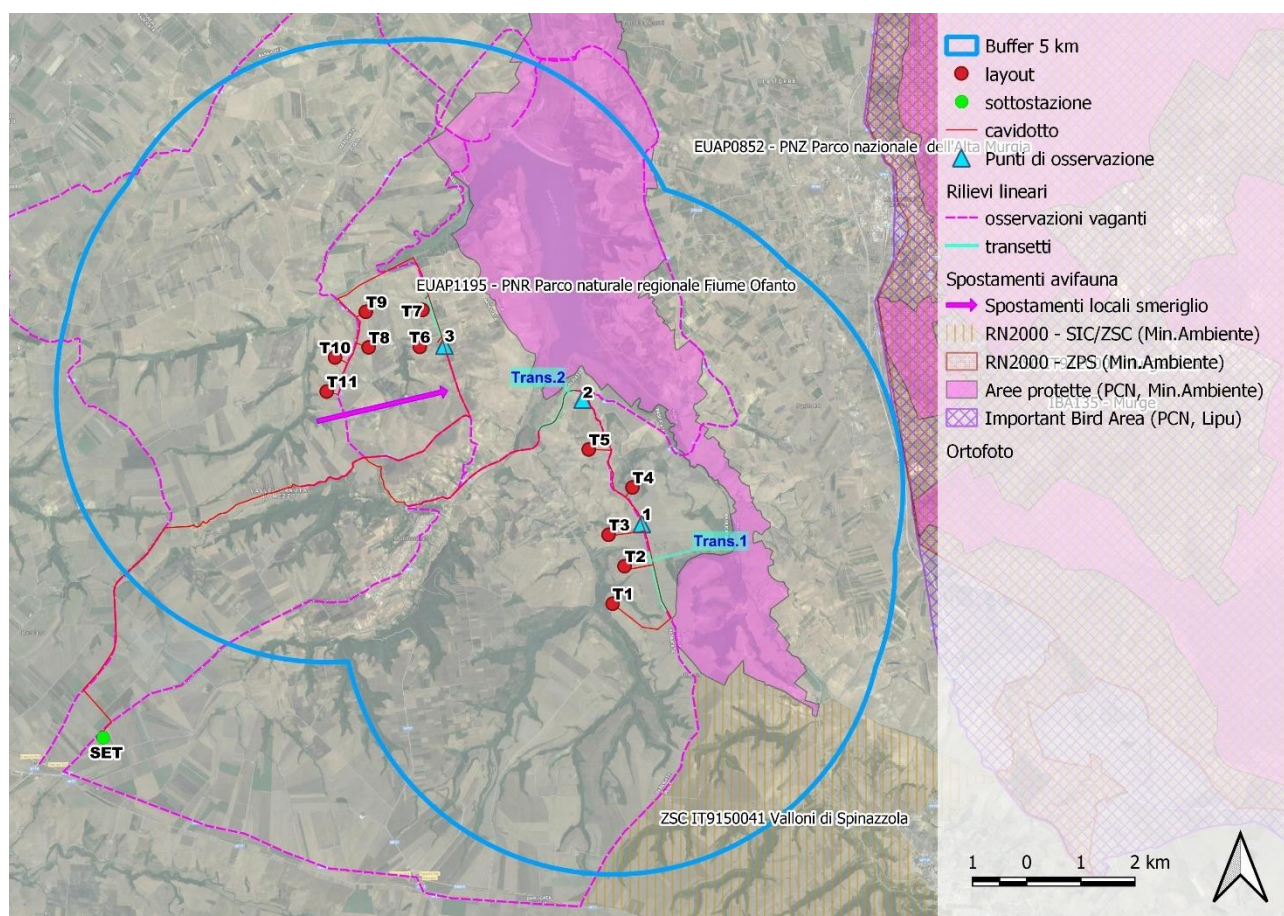 Buffer 5 km
layout
sottostazione
cavidotto
EUAP0852 - PNZ Parco nazionale dell'Alta Murgia
Punti di osservazione
Rilievi lineari
osservazioni vaganti
transetti
Spostamenti avifauna
EUAP1195 - PNR Parco naturale regionale Fiume Ofanto
Spostamenti locali smeriglio
RN2000 - SIC/ZSC (Min.Ambiente)
RN2000 - ZPS (Min.Ambiente)
Aree protette (PCN, Min.Ambiente)
IBA135 - Murge
Important Bird Area (PCN, Lipu)
Ortofoto
T9
T7
T8
T6
3
T10
T11
Trans.2
2
T5
T4
1
T3
Trans.1
T2
T1
SET
ZSC IT9150041 Valloni di Spinazzola
1 0 1 2 km